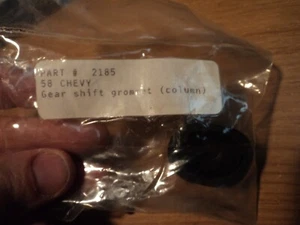 PART # 2185
58 CHEVY
Gear shift grommet (column)